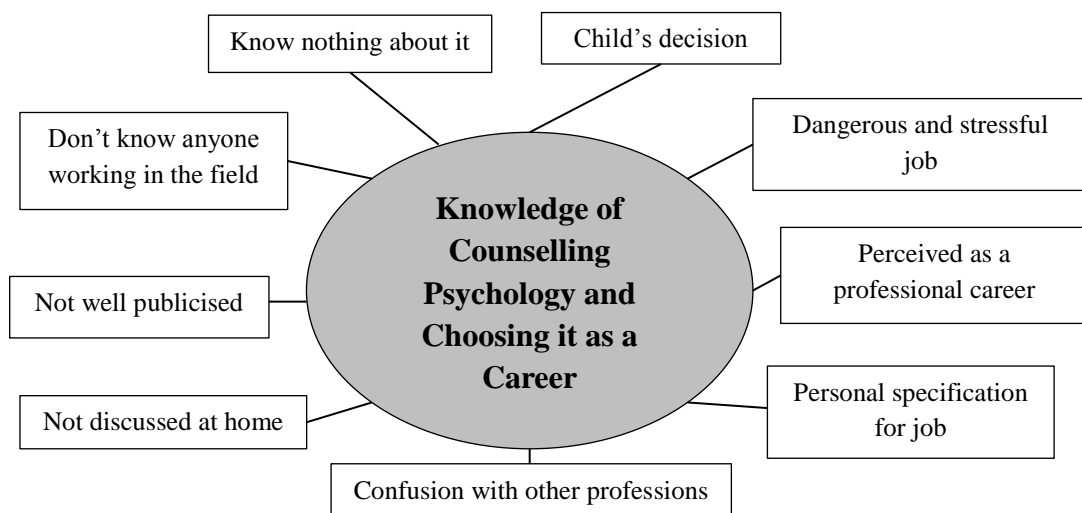 Know nothing about it
Child’s decision
Don’t know anyone
working in the field
Dangerous and stressful
job
Knowledge of
Counselling
Psychology and
Choosing it as a
Career
Not well publicised
Perceived as a
professional career
Not discussed at home
Personal specification
for job
Confusion with other professions